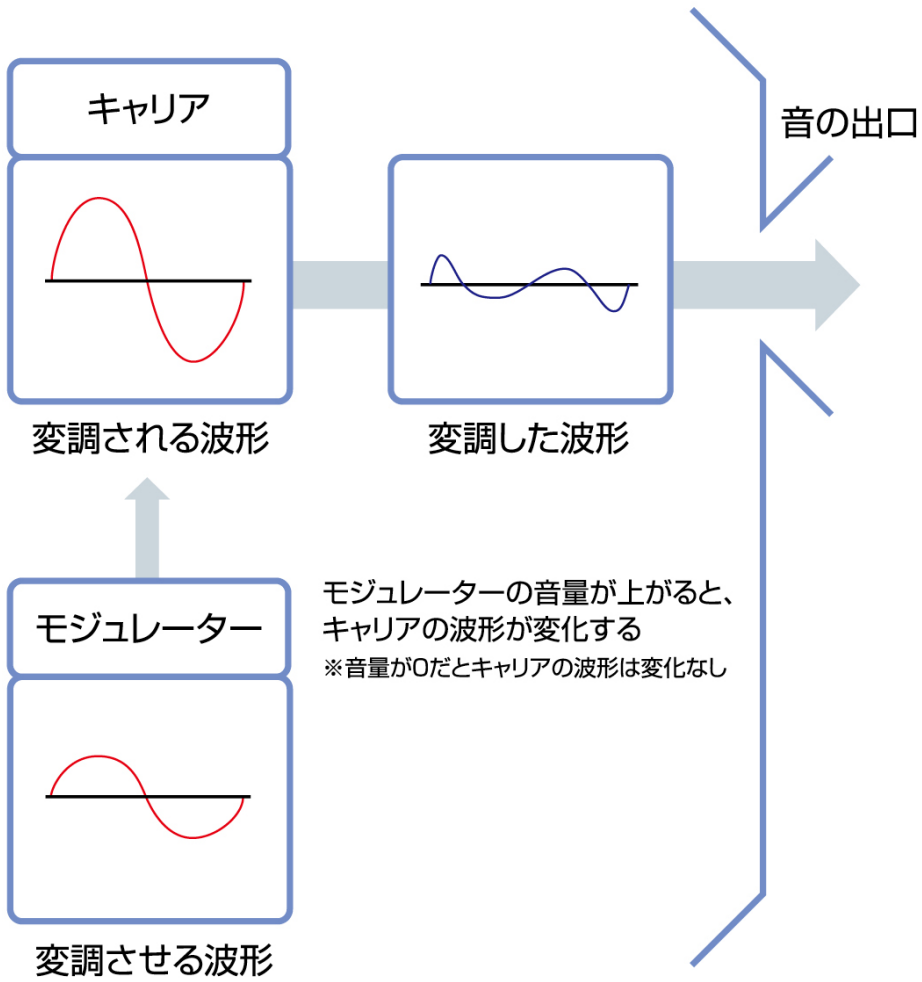 キャリア
音の出口
変調される波形
変調した波形
モジュレーター
モジュレーターの音量が上がると、
キャリアの波形が変化する
※音量が0だとキャリアの波形は変化なし
変調させる波形